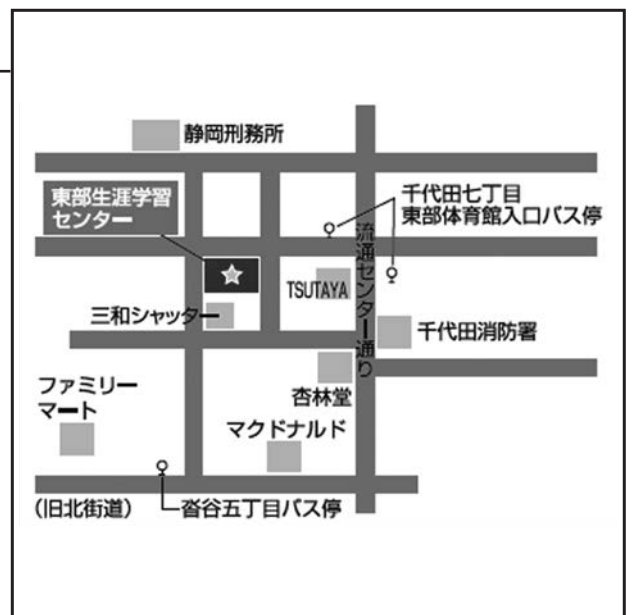 静岡刑務所
東部生涯学習
センター
千代田七丁目
東部体育館入口バス停
流通センター通り
TSUTAYA
三和シャッター
千代田消防署
ファミリー
マート
杏林堂
マクドナルド
(旧北街道)
沓谷五丁目バス停